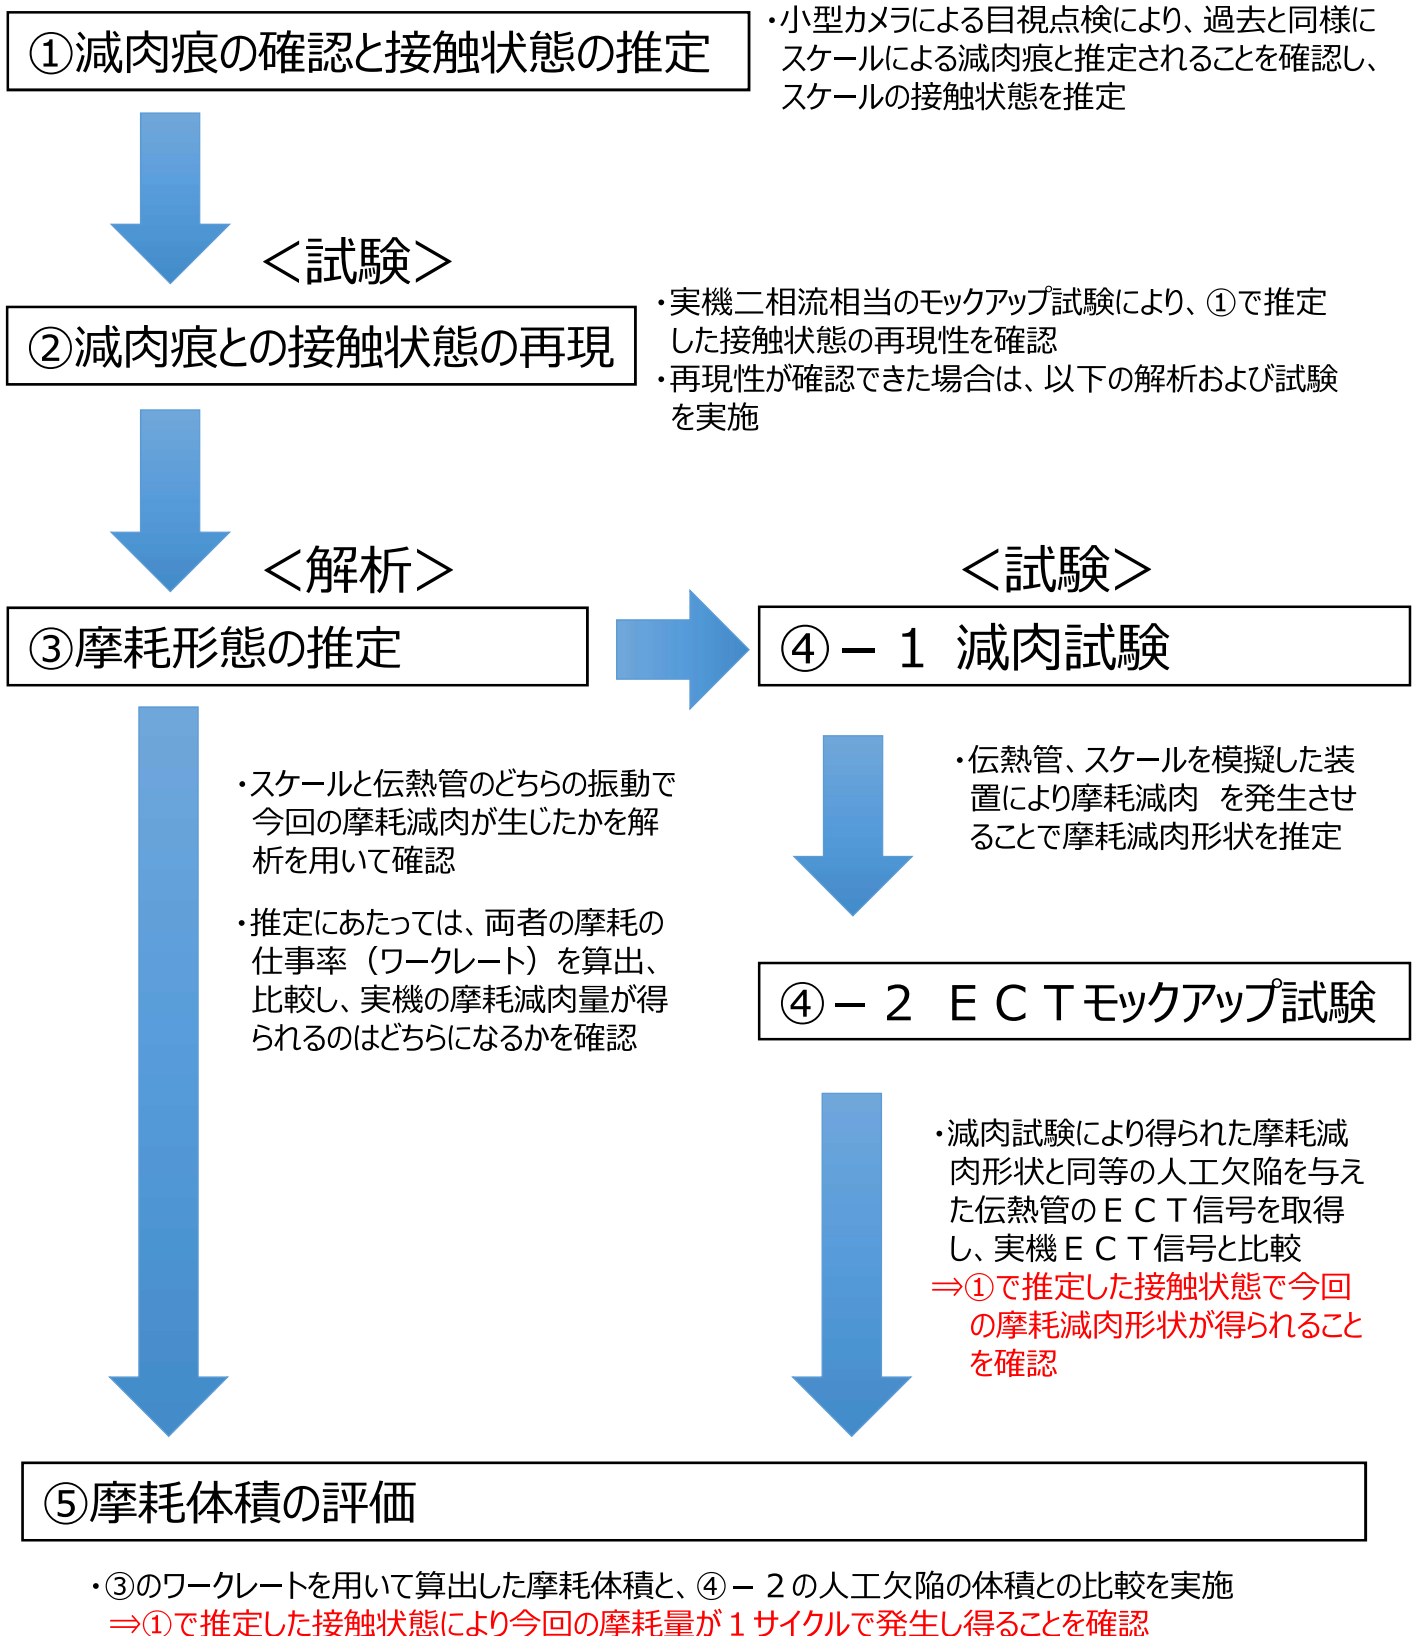 ①減肉痕の確認と接触状態の推定
・小型カメラによる目視点検により、過去と同様に
スケールによる減肉痕と推定されることを確認し、
スケールの接触状態を推定
＜試験＞
②減肉痕との接触状態の再現
・実機二相流相当のモックアップ試験により、①で推定
した接触状態の再現性を確認
・再現性が確認できた場合は、以下の解析および試験
を実施
＜解析＞
③摩耗形態の推定
・スケールと伝熱管のどちらの振動で
今回の摩耗減肉が生じたかを解
析を用いて確認
・推定にあたっては、両者の摩耗の
仕事率（ワークレート）を算出、
比較し、実機の摩耗減肉量が得
られるのはどちらになるかを確認
＜試験＞
④－１ 減肉試験
・伝熱管、スケールを模擬した装
置により摩耗減肉　を発生させ
ることで摩耗減肉形状を推定
④－２ ＥＣＴモックアップ試験
・減肉試験により得られた摩耗減
肉形状と同等の人工欠陥を与え
た伝熱管のＥＣＴ信号を取得
し、実機ＥＣＴ信号と比較
⇒①で推定した接触状態で今回
の摩耗減肉形状が得られること
を確認
⑤摩耗体積の評価
・③のワークレートを用いて算出した摩耗体積と、④－２の人工欠陥の体積との比較を実施
⇒①で推定した接触状態により今回の摩耗量が１サイクルで発生し得ることを確認